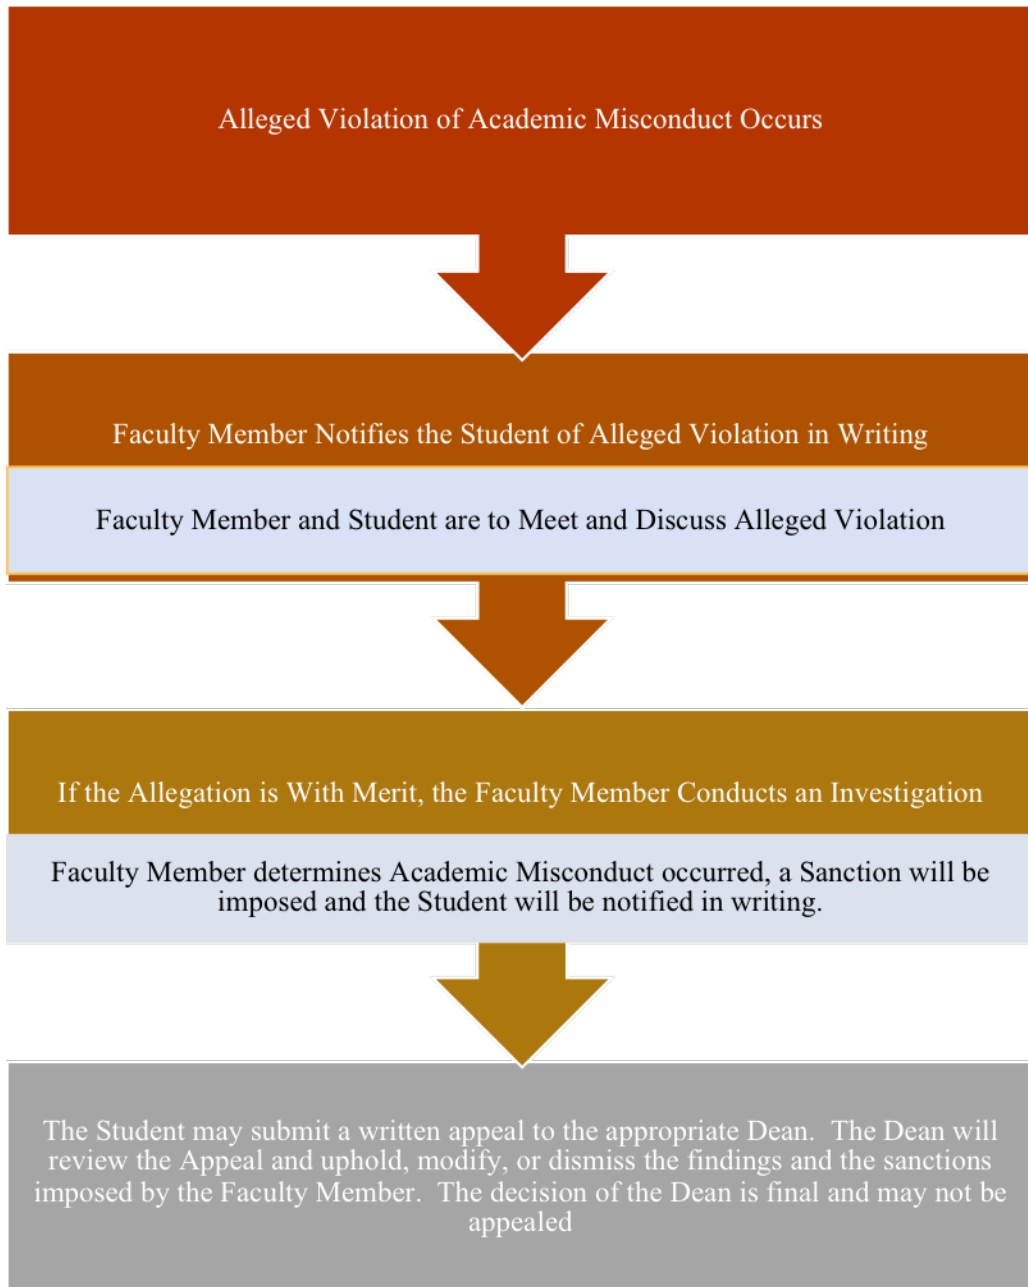 Alleged Violation of Academic Misconduct Occurs
Faculty Member Notifies the Student of Alleged Violation in Writing
Faculty Member and Student are to Meet and Discuss Alleged Violation
If the Allegation is With Merit, the Faculty Member Conducts an Investigation
Faculty Member determines Academic Misconduct occurred, a Sanction will be
imposed and the Student will be notified in writing.
The Student may submit a written appeal to the appropriate Dean.  The Dean will
review the Appeal and uphold, modify, or dismiss the findings and the sanctions
imposed by the Faculty Member.  The decision of the Dean is final and may not be
appealed